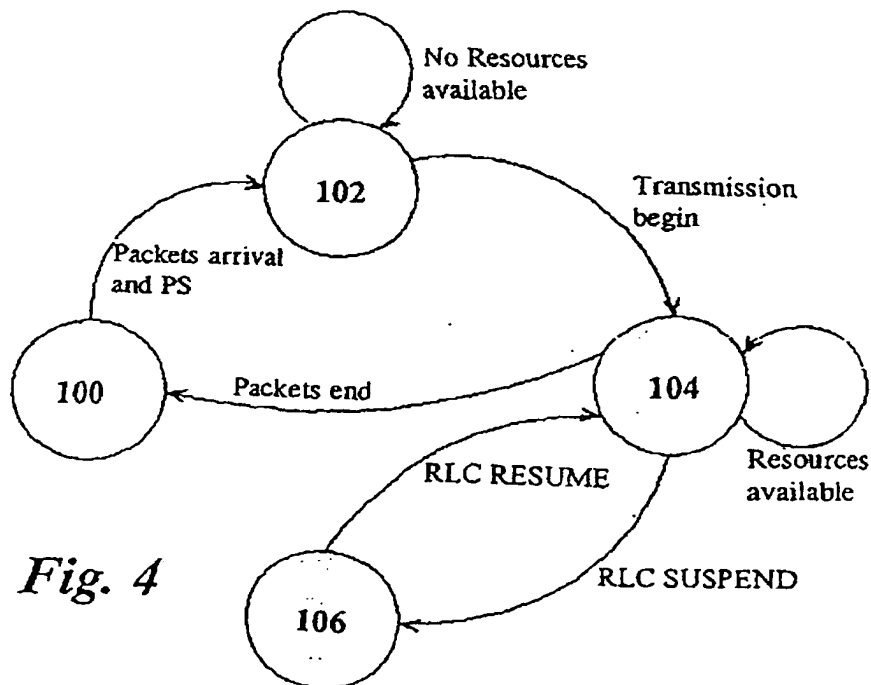 No Resources
available
102
Transmission
begin
Packets arrival
and PS
100
Packets end
104
RLC RESUME
Resources
available
Fig. 4
RLC SUSPEND
106